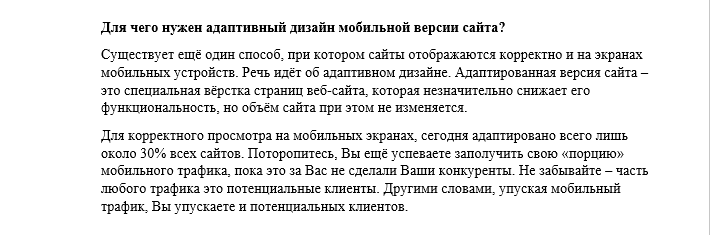 Для чего нужен адаптивный дизайн мобильной версии сайта?
Существует ещё один способ, при котором сайты отображаются корректно и на экранах
мобильных устройств. Речь идёт об адаптивном дизайне. Адаптированная версия сайта –
это специальная вёрстка страниц веб-сайта, которая незначительно снижает его
функциональность, но объём сайта при этом не изменяется.
Для корректного просмотра на мобильных экранах, сегодня адаптировано всего лишь
около 30% всех сайтов. Поторопитесь, Вы ещё успеваете заполучить свою «порцию»
мобильного трафика, пока это за Вас не сделали Ваши конкуренты. Не забывайте – часть
любого трафика это потенциальные клиенты. Другими словами, упуская мобильный
трафик, Вы упускаете и потенциальных клиентов.